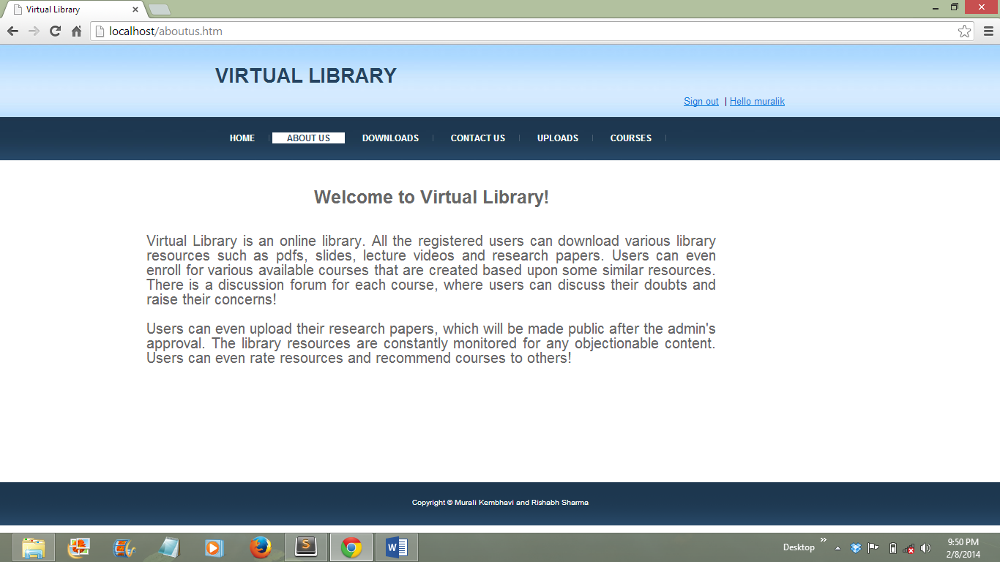 Virtual Library
localhost/aboutus.htm
VIRTUAL LIBRARY
Sign out | Hello muralik
HOME ABOUT US DOWNLOADS CONTACT US UPLOADS COURSES
Welcome to Virtual Library!
Virtual Library is an online library. All the registered users can download various library
resources such as pdfs, slides, lecture videos and research papers. Users can even
enroll for various available courses that are created based upon some similar resources.
There is a discussion forum for each course, where users can discuss their doubts and
raise their concerns!
Users can even upload their research papers, which will be made public after the admin's
approval. The library resources are constantly monitored for any objectionable content.
Users can even rate resources and recommend courses to others!
Copyright © Murali Kembhavi and Rishabh Sharma
Desktop
9:50 PM
2/8/2014